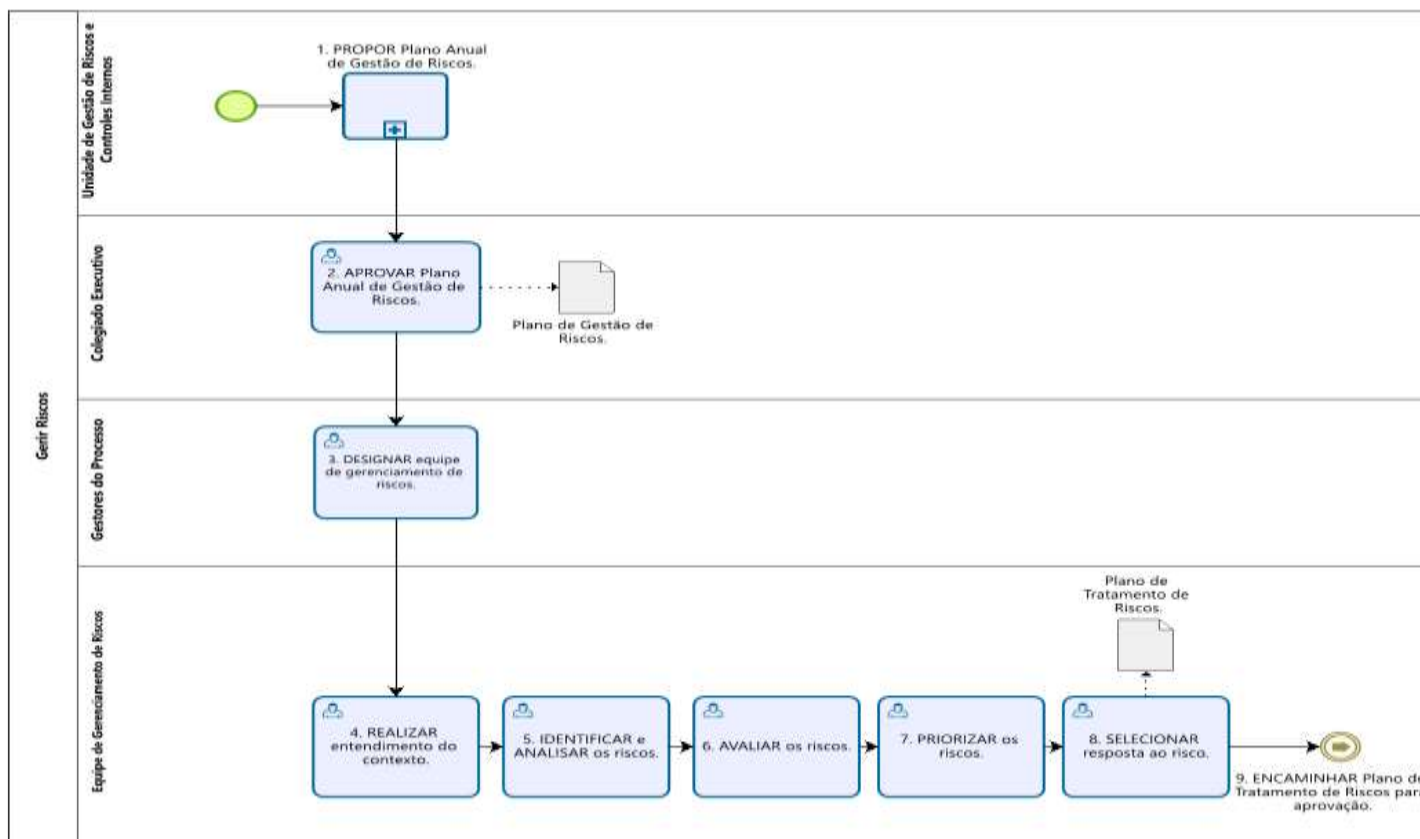 Gerir Riscos
Unidade de Gestão de Riscos e
Controles Internos
1. PROPOR Plano Anual
de Gestão de Riscos.
Colegiado Executivo
2. APROVAR Plano
Anual de Gestão de
Riscos.
Plano de Gestão de
Riscos.
Gestores do Processo
3. DESIGNAR equipe
de gerenciamento de
riscos.
Equipe de Gerenciamento de Riscos
Plano de
Tratamento de
Riscos.
4. REALIZAR
entendimento do
contexto.
5. IDENTIFICAR e
ANALISAR os riscos.
6. AVALIAR os riscos.
7. PRIORIZAR os
riscos.
8. SELECIONAR
resposta ao risco.
9. ENCAMINHAR Plano de
Tratamento de Riscos para
aprovação.